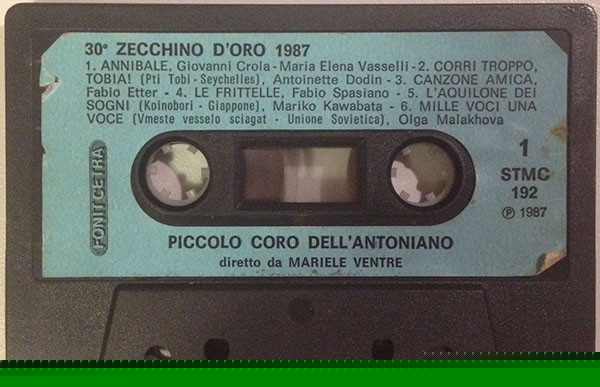 30° ZECCHINO D'ORO 1987
1. ANNIBALE, Giovanni Crola - Maria Elena Vasselli - 2. CORRI TROPPO,
TOBIA! (Pti Tobi - Seychelles), Antoinette Dodin - 3. CANZONE AMICA,
Fabio Etter - 4. LE FRITTELLE, Fabio Spasiano - 5. L'AQUILONE DEI
SOGNI (Koinobori - Giappone), Mariko Kawabata - 6. MILLE VOCI UNA
VOCE (Vmeste vesselo sciagat - Unione Sovietica), Olga Malakhova
FONIT CETRA
1
STMC
192
℗ 1987
PICCOLO CORO DELL'ANTONIANO
diretto da MARIELE VENTRE